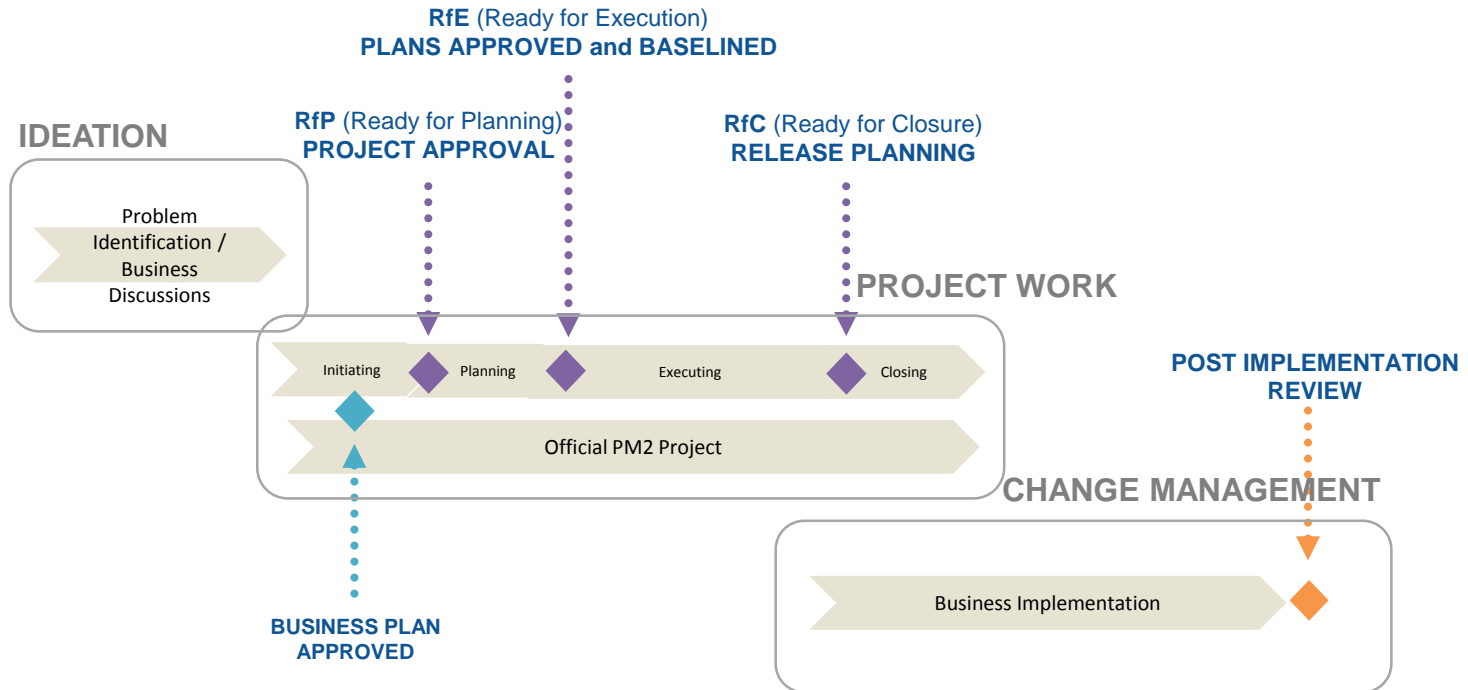 RfE (Ready for Execution)
PLANS APPROVED and BASELINED
RfP (Ready for Planning)
PROJECT APPROVAL
RfC (Ready for Closure)
RELEASE PLANNING
IDEATION
Problem
Identification /
Business
Discussions
PROJECT WORK
Initiating
Planning
Executing
Closing
Official PM2 Project
POST IMPLEMENTATION
REVIEW
CHANGE MANAGEMENT
Business Implementation
BUSINESS PLAN
APPROVED